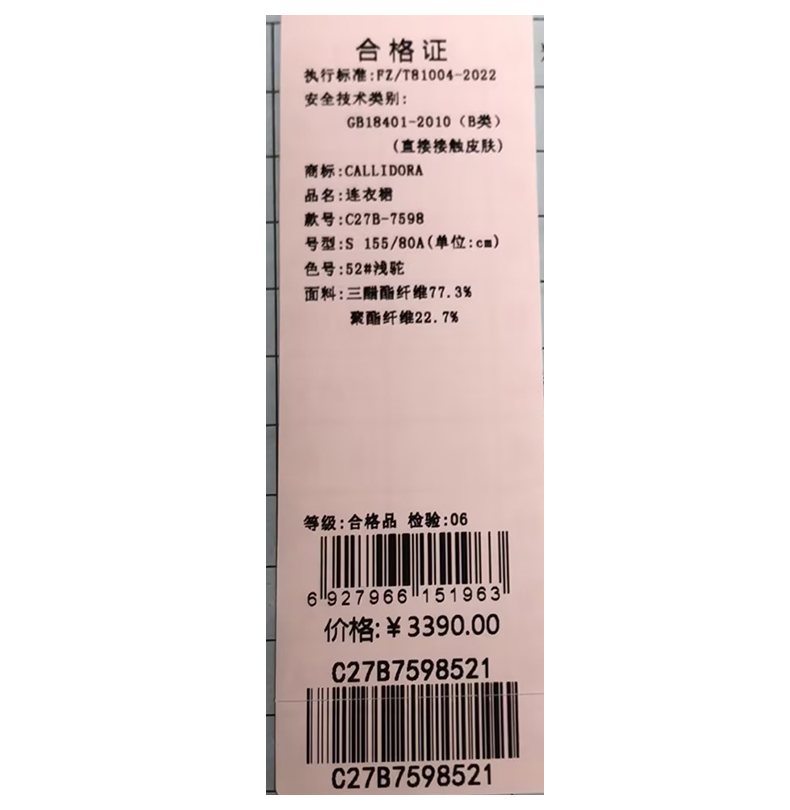 合格证
执行标准:FZ/T81004-2022
安全技术类别:
GB18401-2010（B类）
(直接接触皮肤)
商标:CALLIDORA
品名:连衣裙
款号:C27B-7598
号型:S 155/80A(单位:cm)
色号:52#浅驼
面料:三醋酯纤维77.3%
聚酯纤维22.7%
等级:合格品 检验:06
6 927966 151963
价格:¥3390.00
C27B7598521
C27B7598521